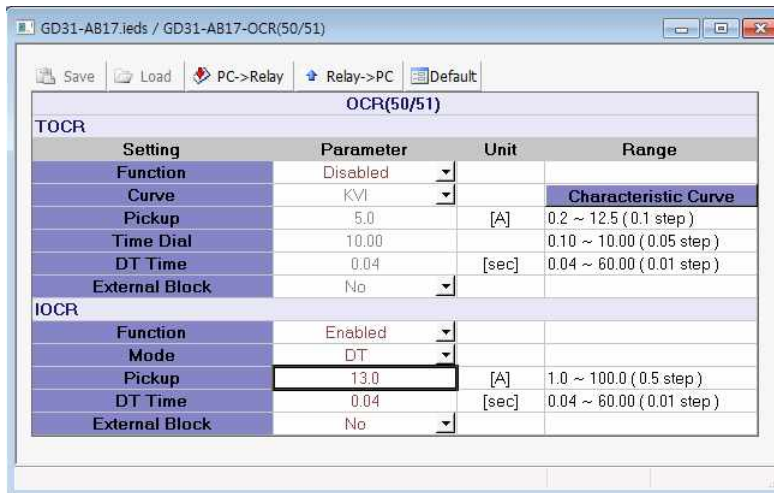 GD31-AB17.ieds / GD31-AB17-OCR(50/51)
Save Load PC->Relay Relay->PC Default
OCR(50/51)
TOCR
Setting Parameter Unit Range
Function Disabled
Curve KVI Characteristic Curve
Pickup 5.0 [A] 0.2 ~ 12.5 ( 0.1 step )
Time Dial 10.00 0.10 ~ 10.00 ( 0.05 step )
DT Time 0.04 [sec] 0.04 ~ 60.00 ( 0.01 step )
External Block No
IOCR
Function Enabled
Mode DT
Pickup 13.0 [A] 1.0 ~ 100.0 ( 0.5 step )
DT Time 0.04 [sec] 0.04 ~ 60.00 ( 0.01 step )
External Block No